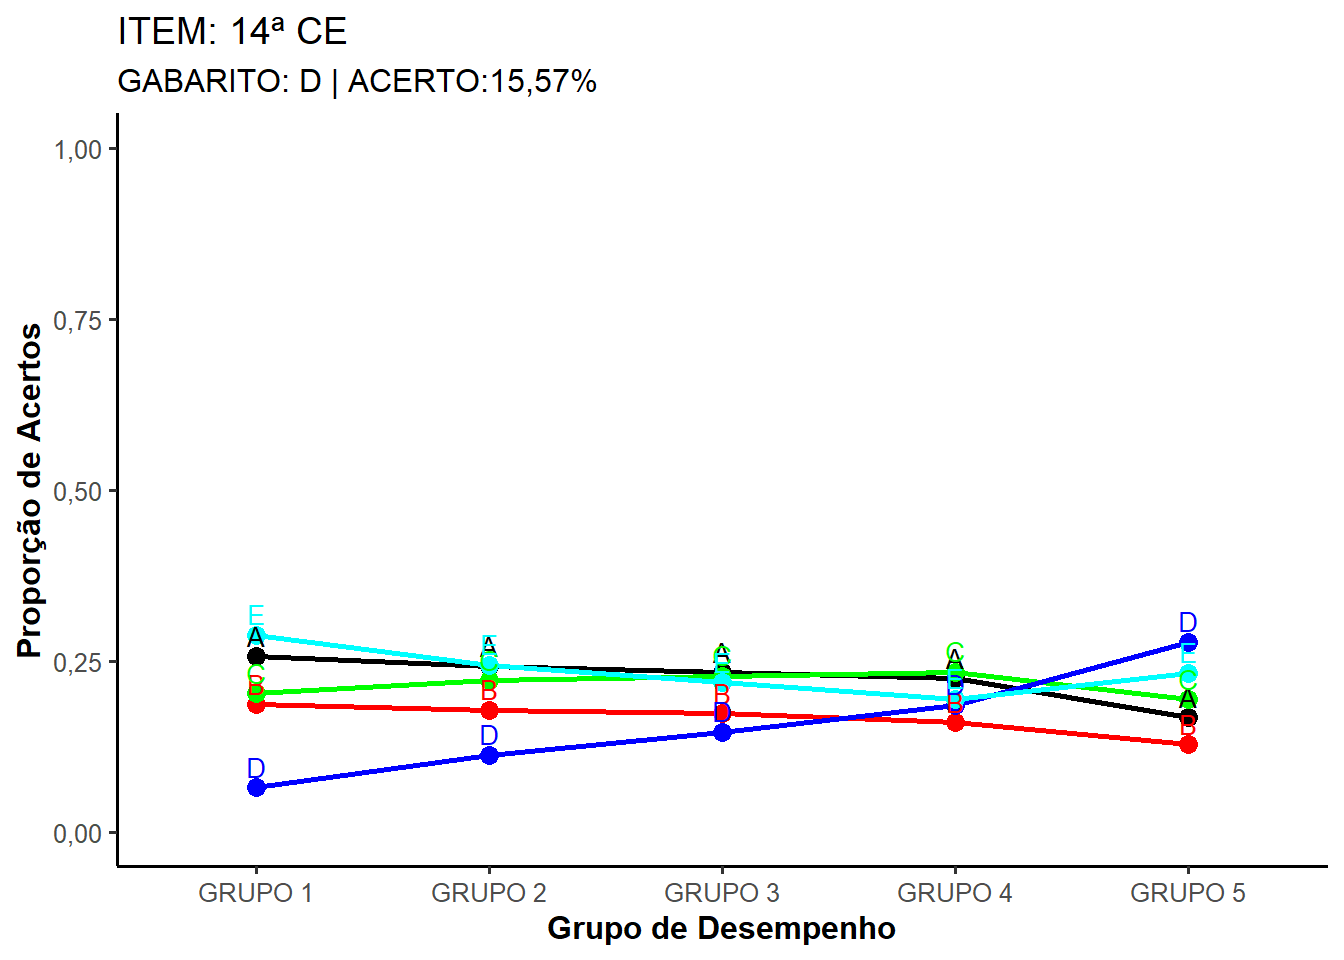 ITEM: 14ª CE
GABARITO: D | ACERTO:15,57%
1,00
0,75
0,50
0,25
0,00
Proporção de Acertos
E
A
C
B
D
E
A
C
B
D
A
C
E
B
D
C
A
E
D
B
D
E
C
A
B
GRUPO 1
GRUPO 2
GRUPO 3
GRUPO 4
GRUPO 5
Grupo de Desempenho